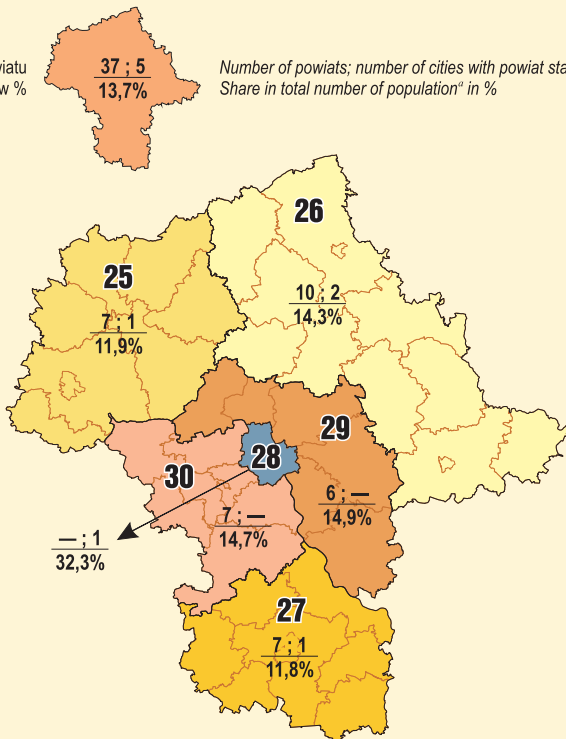 37 ; 5
13,7%
w %
Number of powiats; number of cities with powiat
Share in total number of population" in %
26
10 ; 2
14,3%
25
7 ; 1
11,9%
29
6 ; —
14,9%
28
— ; 1
32,3%
30
7 ; —
14,7%
27
7 ; 1
11,8%